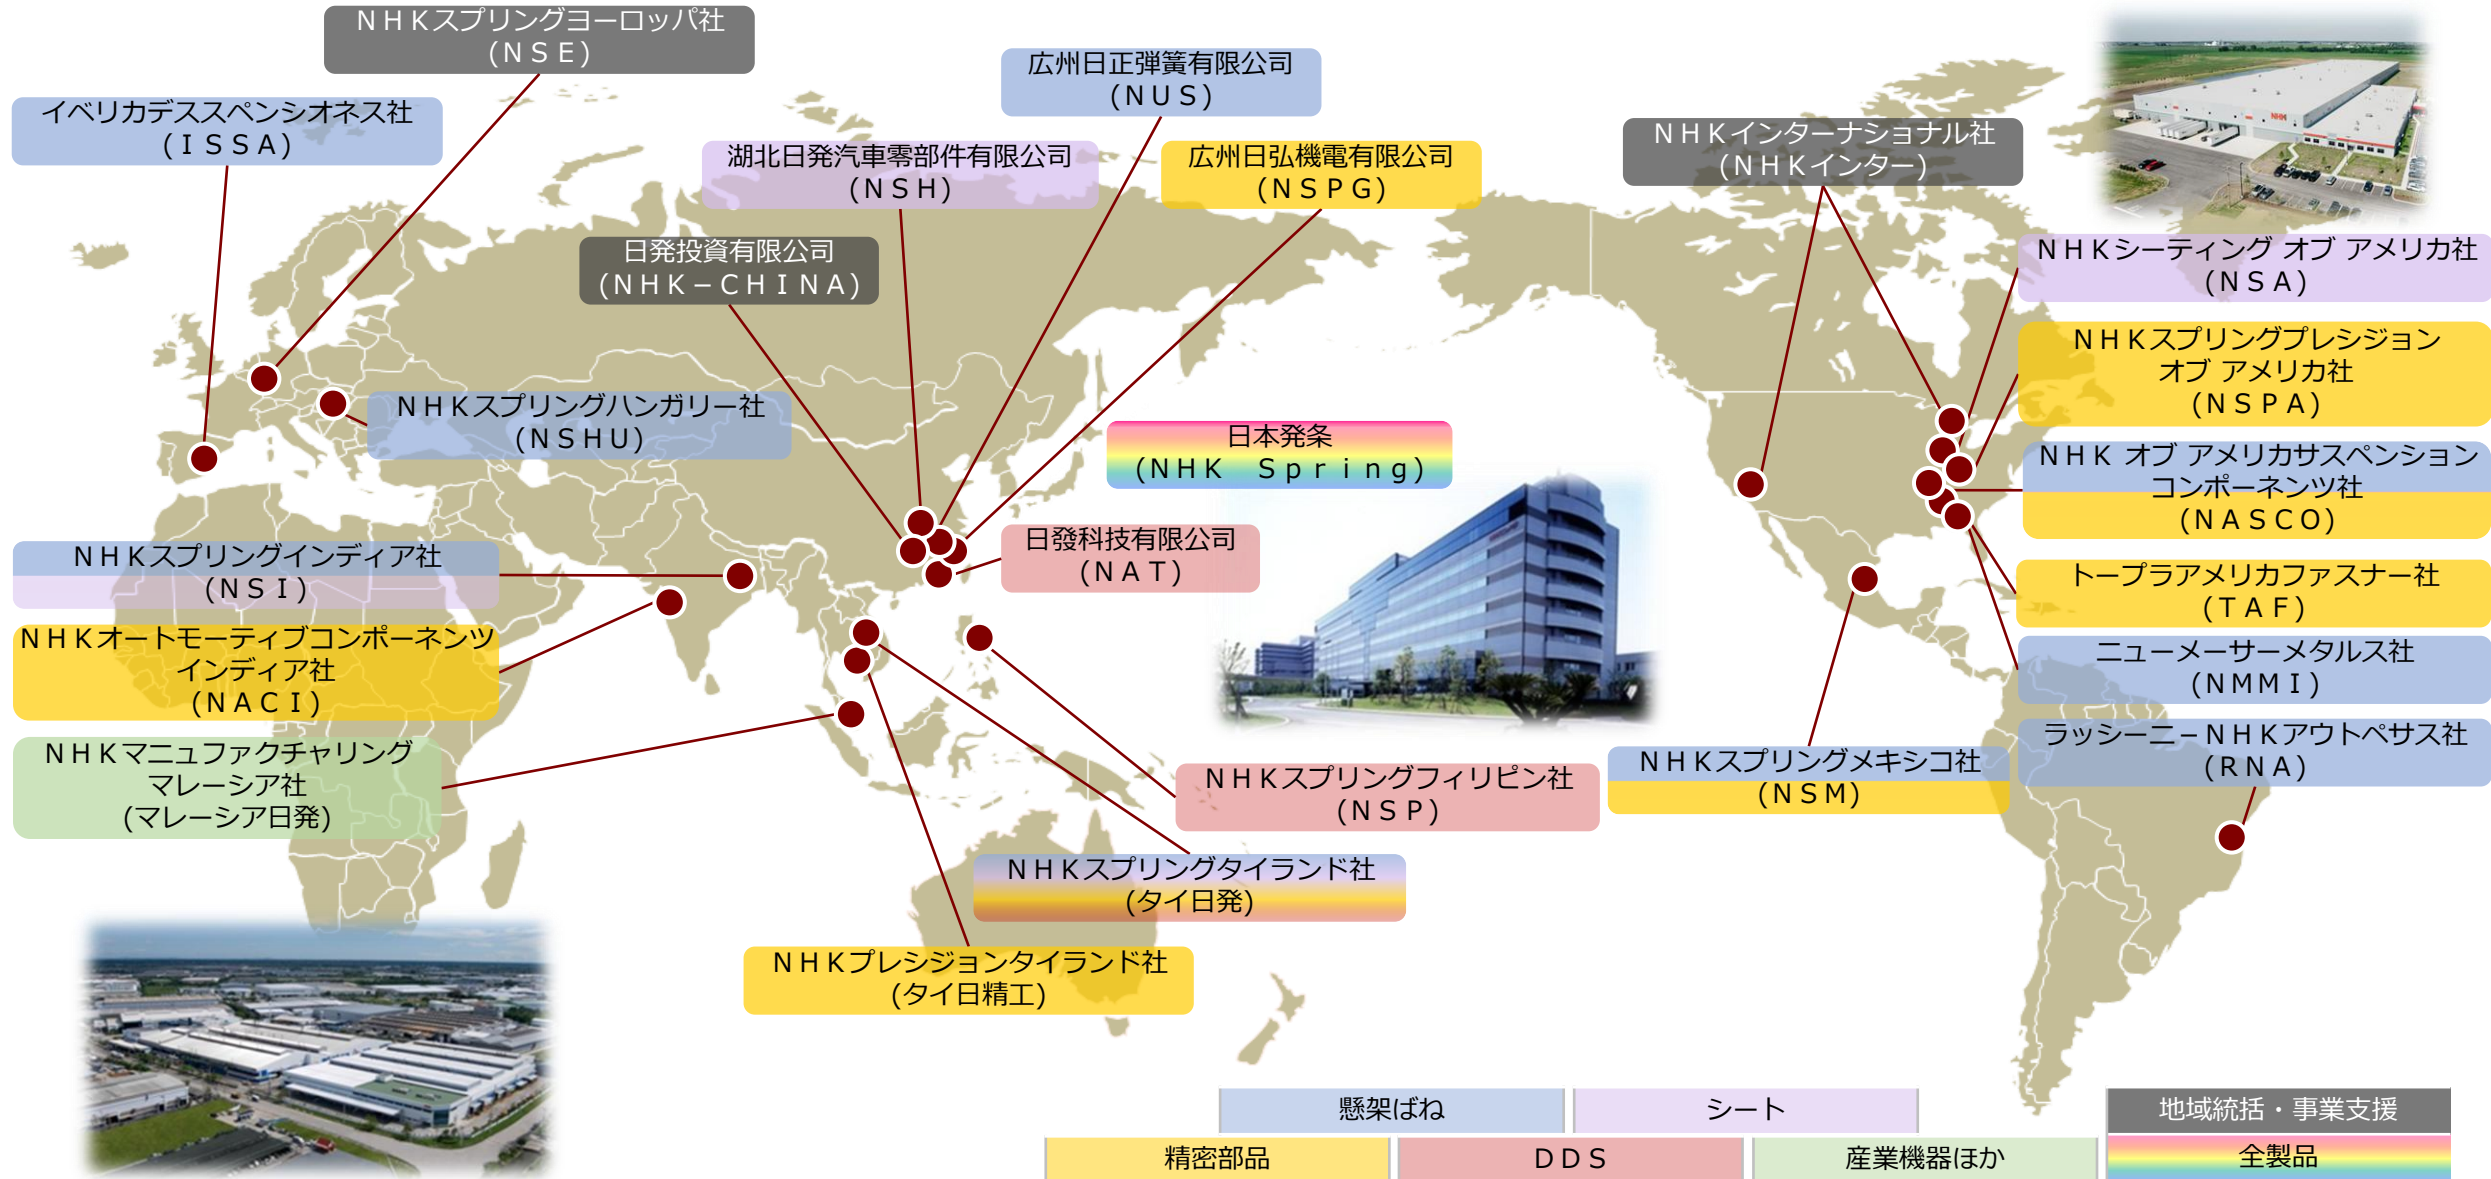 ＮＨＫスプリングヨーロッパ社
(ＮＳＥ)
イベリカデススペンシオネス社
(ＩＳＳＡ)
広州日正弾簧有限公司
(ＮＵＳ)
湖北日発汽車零部件有限公司
(ＮＳＨ)
広州日弘機電有限公司
(ＮＳＰＧ)
日発投資有限公司
(ＮＨＫ－ＣＨＩＮＡ)
ＮＨＫインターナショナル社
(ＮＨＫインター)
NHK
ＮＨＫシーティング オブ アメリカ社
(ＮＳＡ)
ＮＨＫスプリングプレシジョン
オブ アメリカ社
(ＮＳＰＡ)
ＮＨＫスプリングハンガリー社
(ＮＳＨＵ)
日本発条
(ＮＨＫ　Ｓｐｒｉｎｇ)
ＮＨＫ オブ アメリカサスペンション
コンポーネンツ社
(ＮＡＳＣＯ)
日發科技有限公司
(ＮＡＴ)
ＮＨＫスプリングインディア社
(ＮＳＩ)
トープラアメリカファスナー社
(ＴＡＦ)
ＮＨＫオートモーティブコンポーネンツ
インディア社
(ＮＡＣＩ)
ニューメーサーメタルス社
(ＮＭＭＩ)
ＮＨＫマニュファクチャリング
マレーシア社
(マレーシア日発)
ラッシーニ－ＮＨＫアウトペサス社
(ＲＮＡ)
ＮＨＫスプリングメキシコ社
(ＮＳＭ)
ＮＨＫスプリングフィリピン社
(ＮＳＰ)
ＮＨＫスプリングタイランド社
(タイ日発)
ＮＨＫプレシジョンタイランド社
(タイ日精工)
懸架ばね
シート
地域統括・事業支援
精密部品
ＤＤＳ
産業機器ほか
全製品